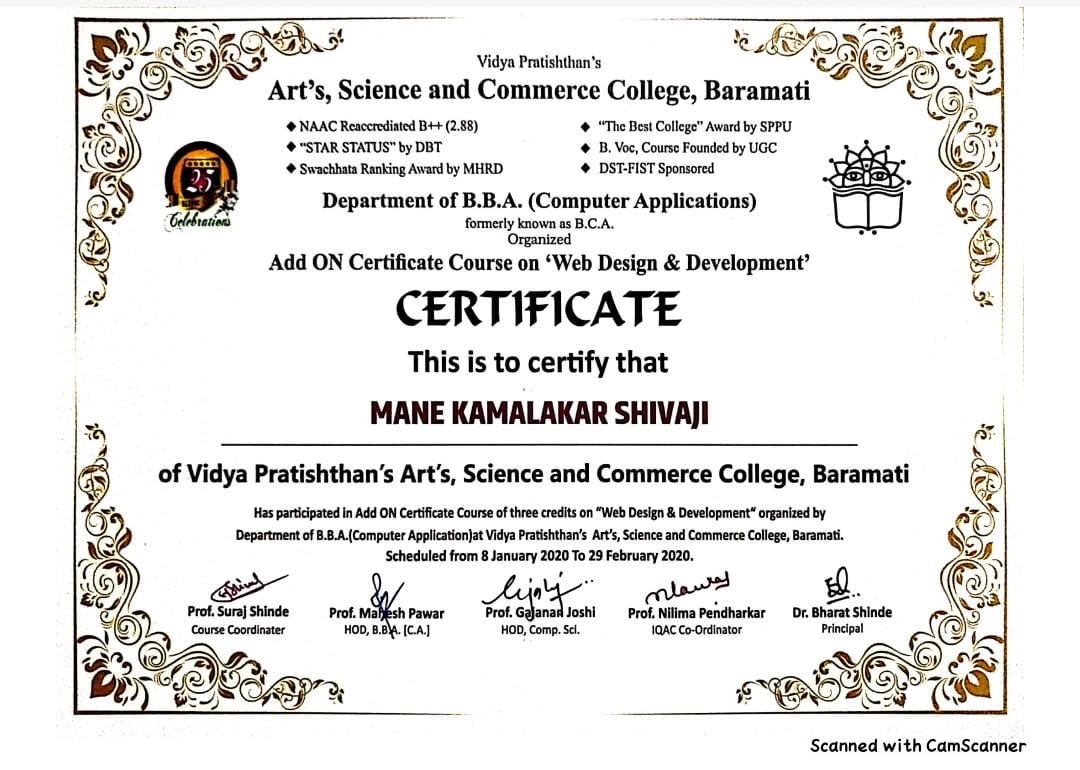 Vidya Pratishthan's
Art's, Science and Commerce College, Baramati
◆ NAAC Reaccrediated B++ (2.88)
◆ "STAR STATUS" by DBT
◆ Swachhata Ranking Award by MHRD
◆ "The Best College" Award by SPPU
◆ B. Voc, Course Founded by UGC
◆ DST-FIST Sponsored
25
Celebrations
Department of B.B.A. (Computer Applications)
formerly known as B.C.A.
Organized
Add ON Certificate Course on 'Web Design & Development'
CERTIFICATE
This is to certify that
MANE KAMALAKAR SHIVAJI
of Vidya Pratishthan's Art's, Science and Commerce College, Baramati
Has participated in Add ON Certificate Course of three credits on "Web Design & Development" organized by
Department of B.B.A.(Computer Application)at Vidya Pratishthan's Art's, Science and Commerce College, Baramati.
Scheduled from 8 January 2020 To 29 February 2020.
Prof. Suraj Shinde
Course Coordinater
Prof. Mahesh Pawar
HOD, B.B.A. [C.A.]
Prof. Gajanan Joshi
HOD, Comp. Sci.
Prof. Nilima Pendharkar
IQAC Co-Ordinator
Dr. Bharat Shinde
Principal
Scanned with CamScanner